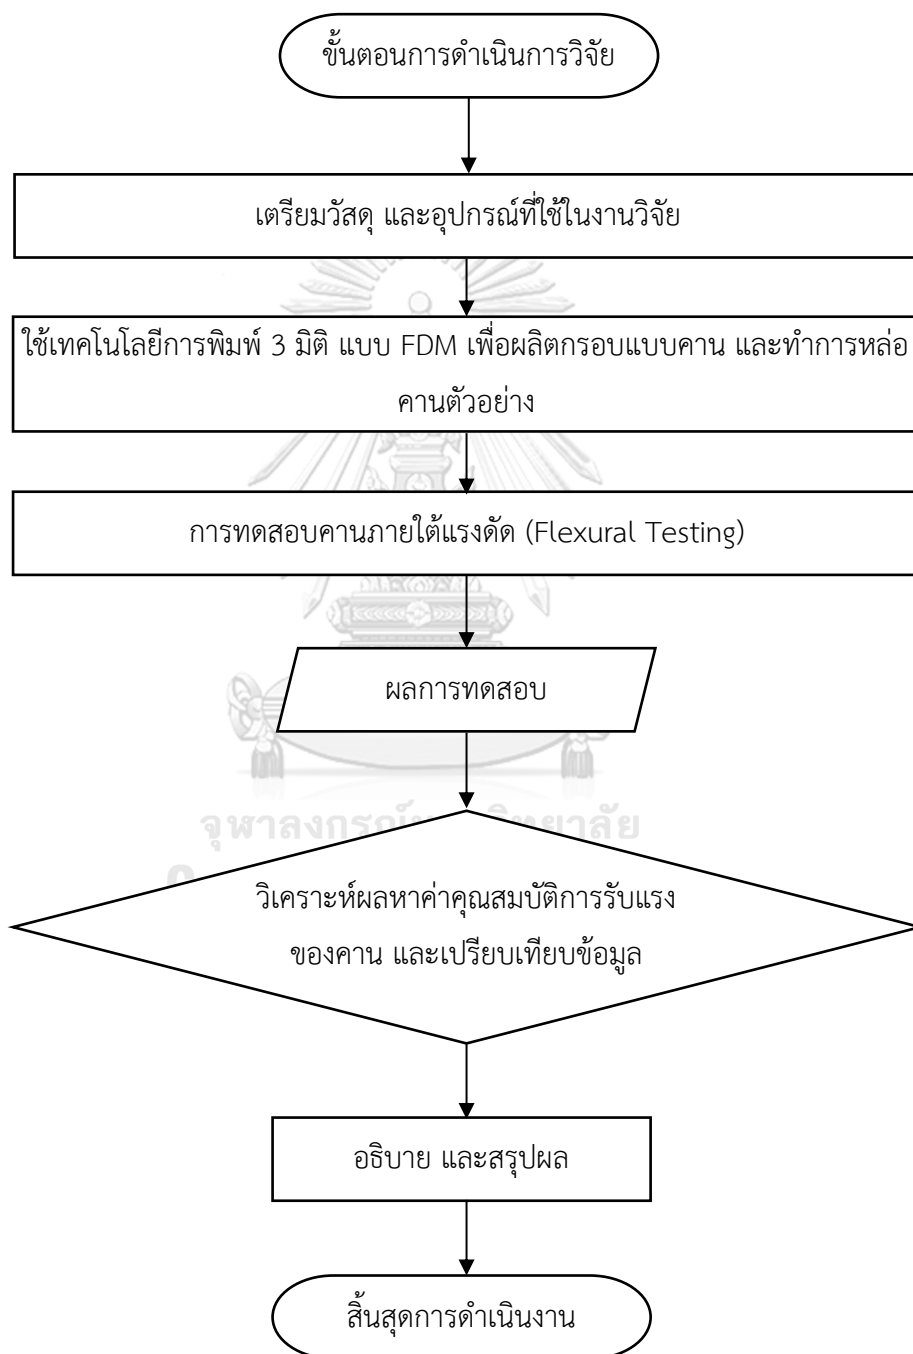 ขั้นตอนการดำเนินการวิจัย
เตรียมวัสดุ และอุปกรณ์ที่ใช้ในงานวิจัย
ใช้เทคโนโลยีการพิมพ์ 3 มิติ แบบ FDM เพื่อผลิตกรอบแบบคาน และทำการหล่อ
คานตัวอย่าง
การทดสอบคานภายใต้แรงดัด (Flexural Testing)
ผลการทดสอบ
วิเคราะห์ผลหาค่าคุณสมบัติการรับแรง
ของคาน และเปรียบเทียบข้อมูล
อธิบาย และสรุปผล
สิ้นสุดการดำเนินงาน